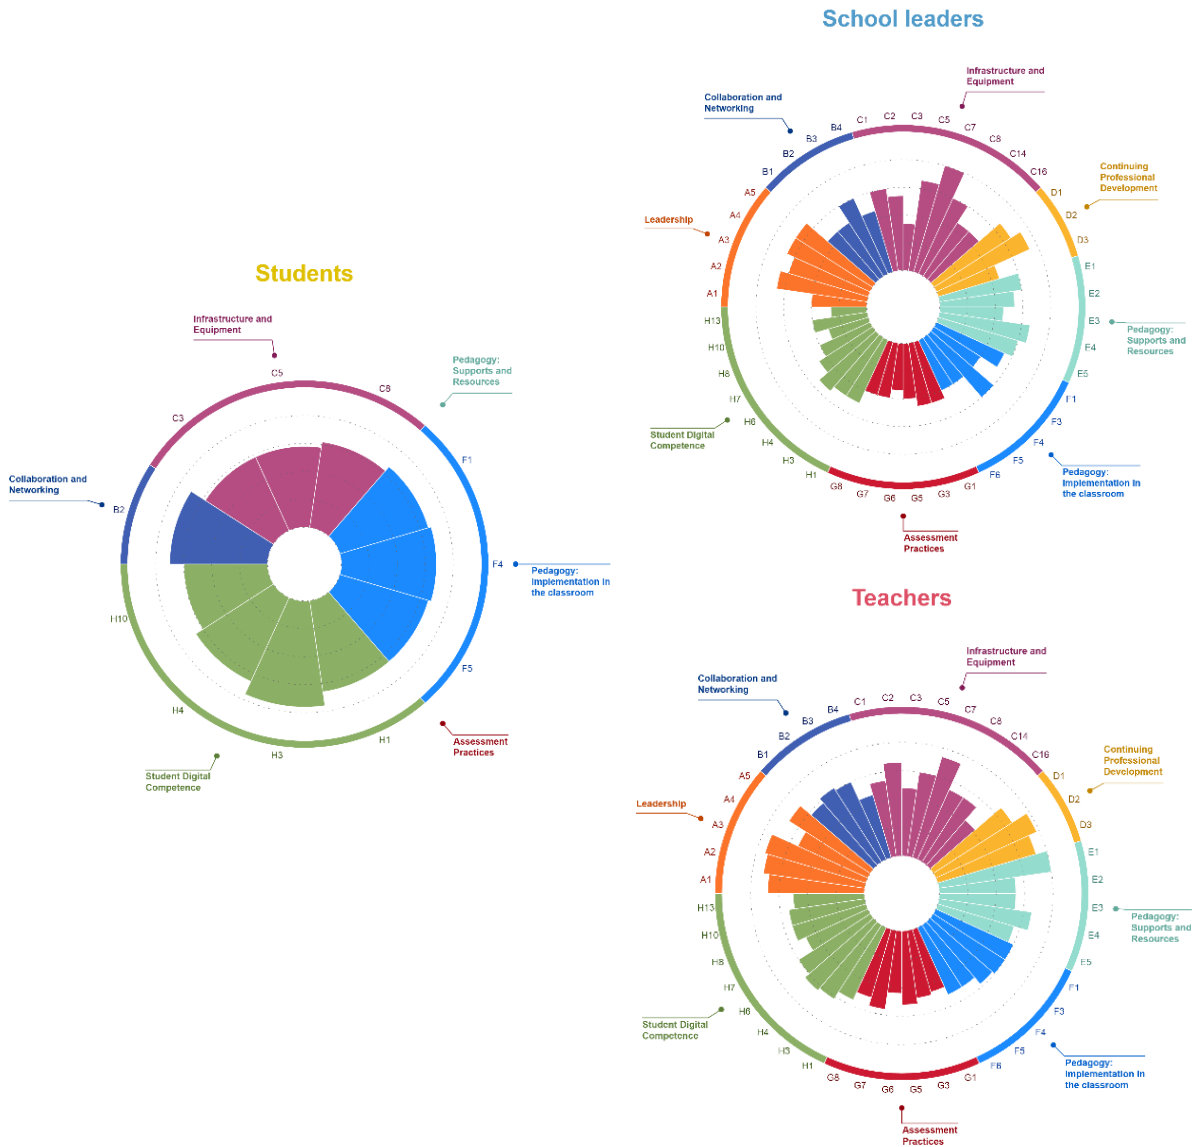 School leaders
Infrastructure and
Equipment
Collaboration and
Networking
Continuing
Professional
Development
Leadership
Pedagogy:
Supports and
Resources
Student Digital
Competence
Pedagogy:
Implementation in
the classroom
Assessment
Practices
A1
A2
A3
A4
A5
B1
B2
B3
B4
C1
C2
C3
C5
C7
C8
C14
C16
D1
D2
D3
E1
E2
E3
E4
E5
F1
F3
F4
F5
F6
G1
G3
G5
G6
G7
G8
H1
H3
H4
H6
H7
H8
H10
H13
Students
Infrastructure and
Equipment
Pedagogy:
Supports and
Resources
Collaboration and
Networking
Pedagogy:
Implementation in
the classroom
Assessment
Practices
Student Digital
Competence
B2
C3
C5
C8
F1
F4
F5
H1
H3
H4
H10
Teachers
Infrastructure and
Equipment
Collaboration and
Networking
Continuing
Professional
Development
Leadership
Pedagogy:
Supports and
Resources
Student Digital
Competence
Pedagogy:
Implementation in
the classroom
Assessment
Practices
A1
A2
A3
A4
A5
B1
B2
B3
B4
C1
C2
C3
C5
C7
C8
C14
C16
D1
D2
D3
E1
E2
E3
E4
E5
F1
F3
F4
F5
F6
G1
G3
G5
G6
G7
G8
H1
H3
H4
H6
H7
H8
H10
H13